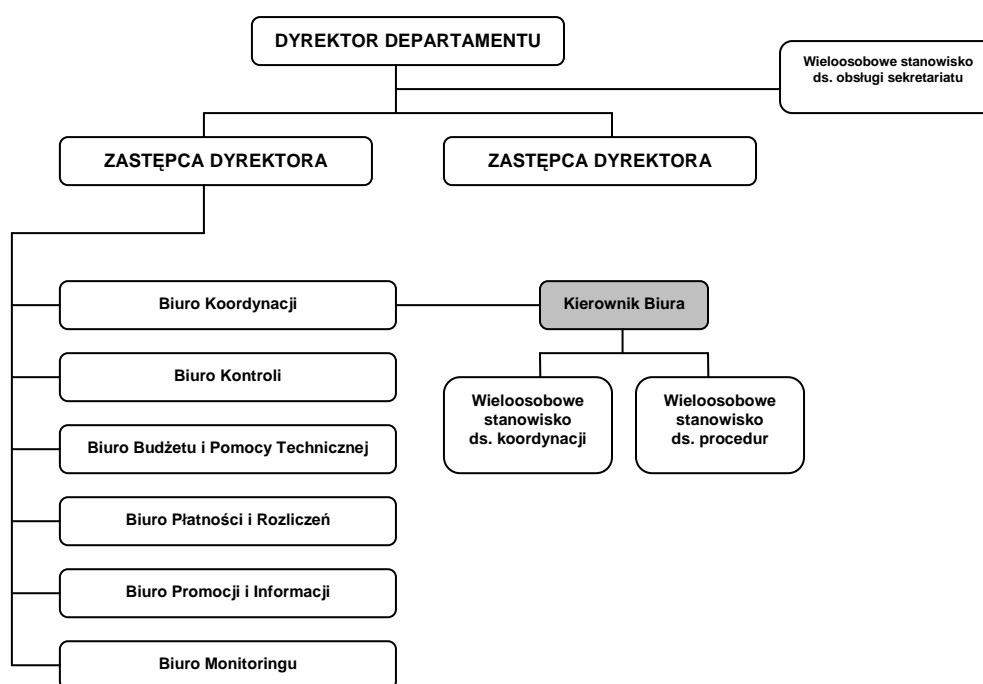 DYREKTOR DEPARTAMENTU
Wieloosobowe stanowisko
ds. obsługi sekretariatu
ZASTĘPCA DYREKTORA
ZASTĘPCA DYREKTORA
Biuro Koordynacji
Kierownik Biura
Biuro Kontroli
Wieloosobowe
stanowisko
ds. koordynacji
Wieloosobowe
stanowisko
ds. procedur
Biuro Budżetu i Pomocy Technicznej
Biuro Płatności i Rozliczeń
Biuro Promocji i Informacji
Biuro Monitoringu